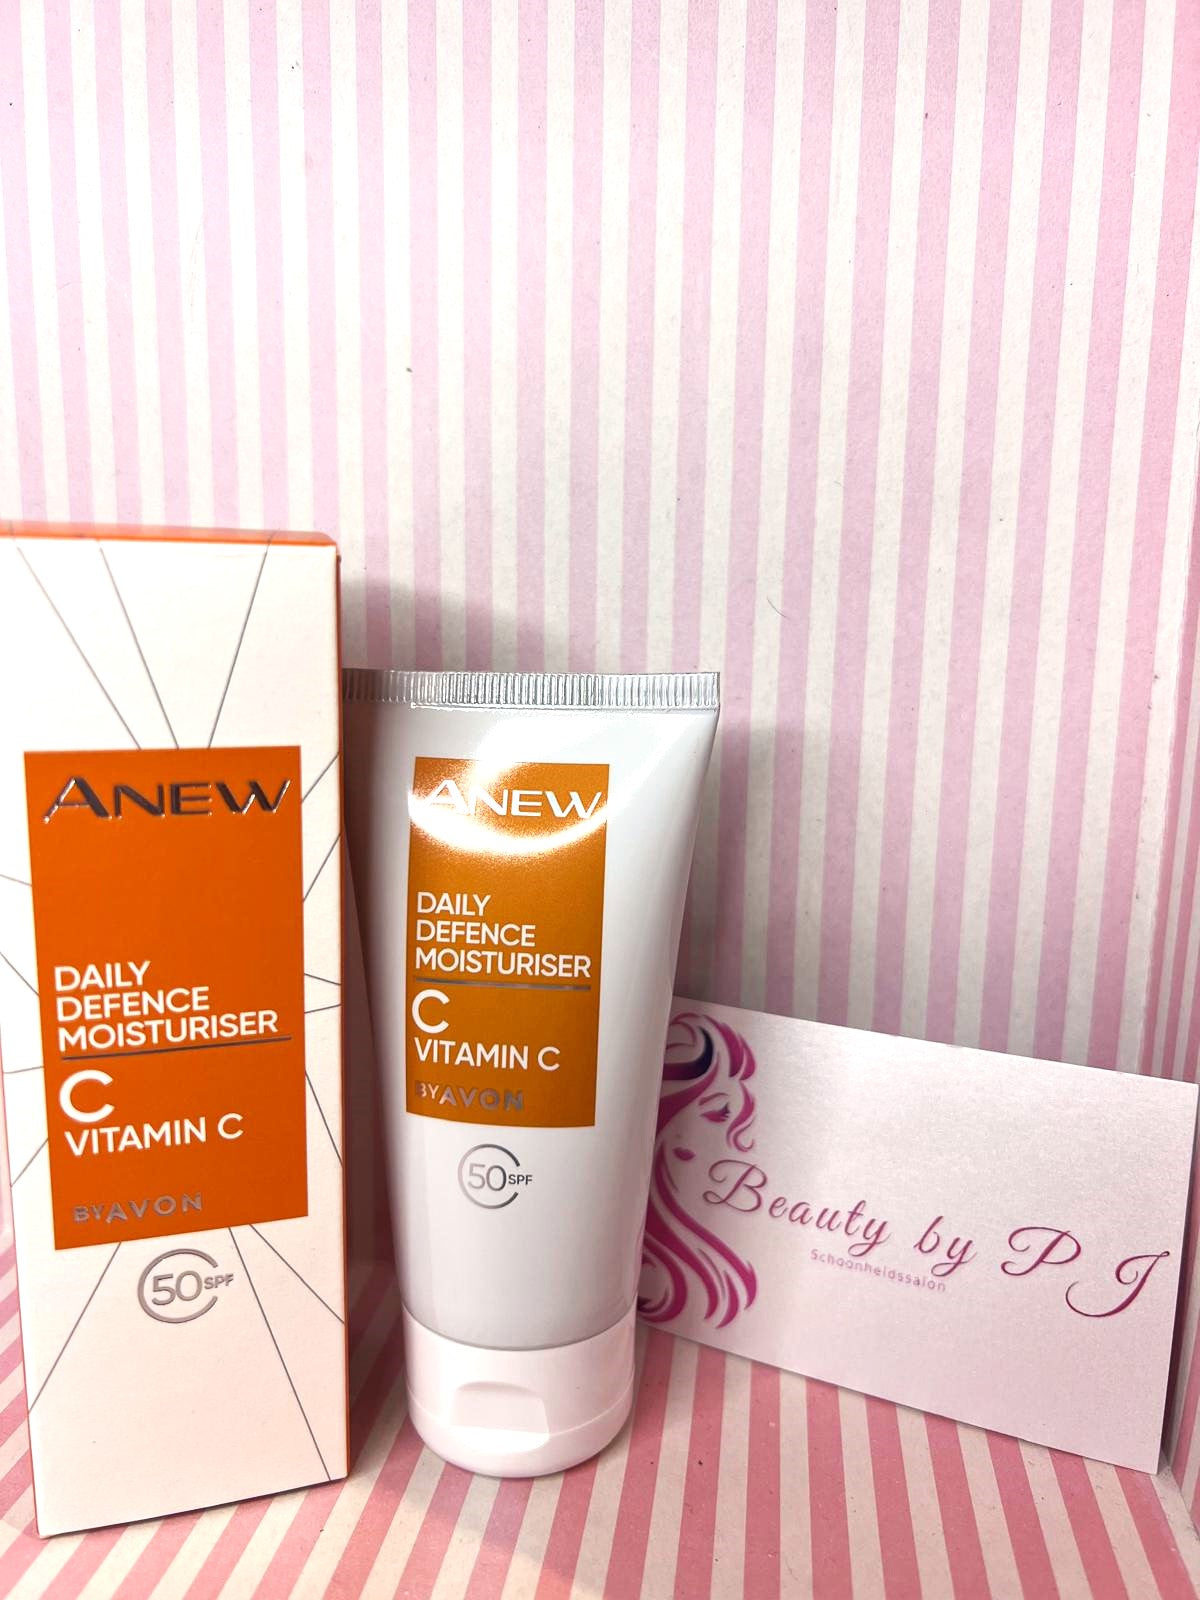 ANEW
DAILY
DEFENCE
MOISTURISER
C
VITAMIN C
BY AVON
50 SPF
ANEW
DAILY
DEFENCE
MOISTURISER
C
VITAMIN C
BY AVON
50 SPF
Beauty by PJ
Schoonheidssalon